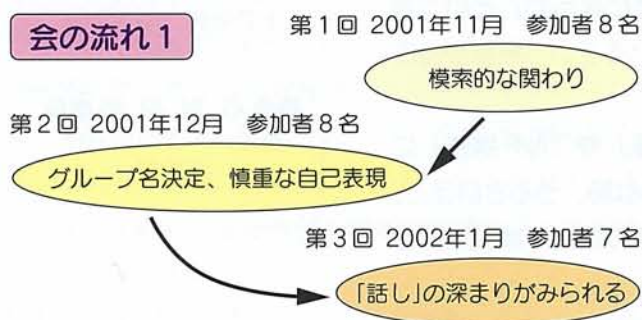 会の流れ1
第1回 2001年11月 参加者8名
模索的な関わり
第2回 2001年12月 参加者8名
グループ名決定、慎重な自己表現
第3回 2002年1月 参加者7名
「話し」の深まりがみられる